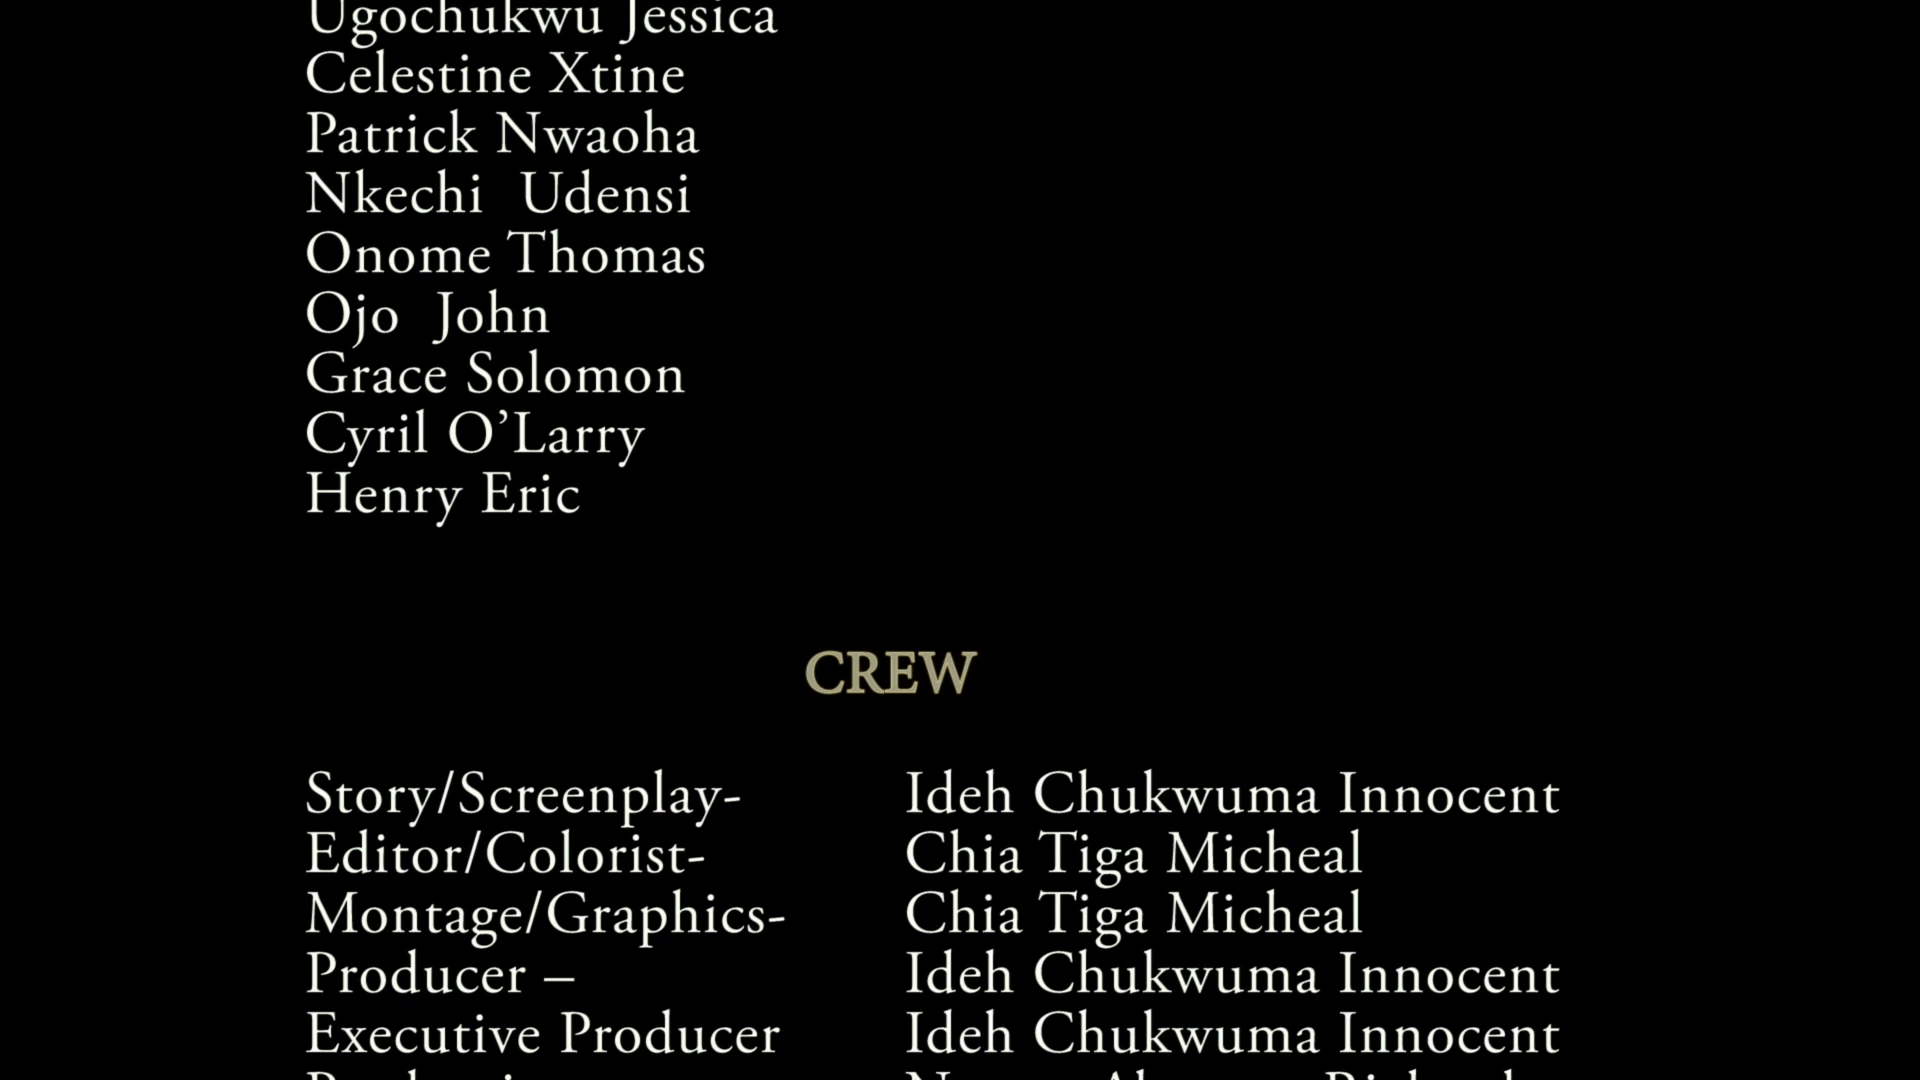 Ugochukwu Jessica
Celestine Xtine
Patrick Nwaoha
Nkechi  Udensi
Onome Thomas
Ojo  John
Grace Solomon
Cyril O’Larry
Henry Eric
CREW
Story/Screenplay- Ideh Chukwuma Innocent
Editor/Colorist- Chia Tiga Micheal
Montage/Graphics- Chia Tiga Micheal
Producer – Ideh Chukwuma Innocent
Executive Producer Ideh Chukwuma Innocent